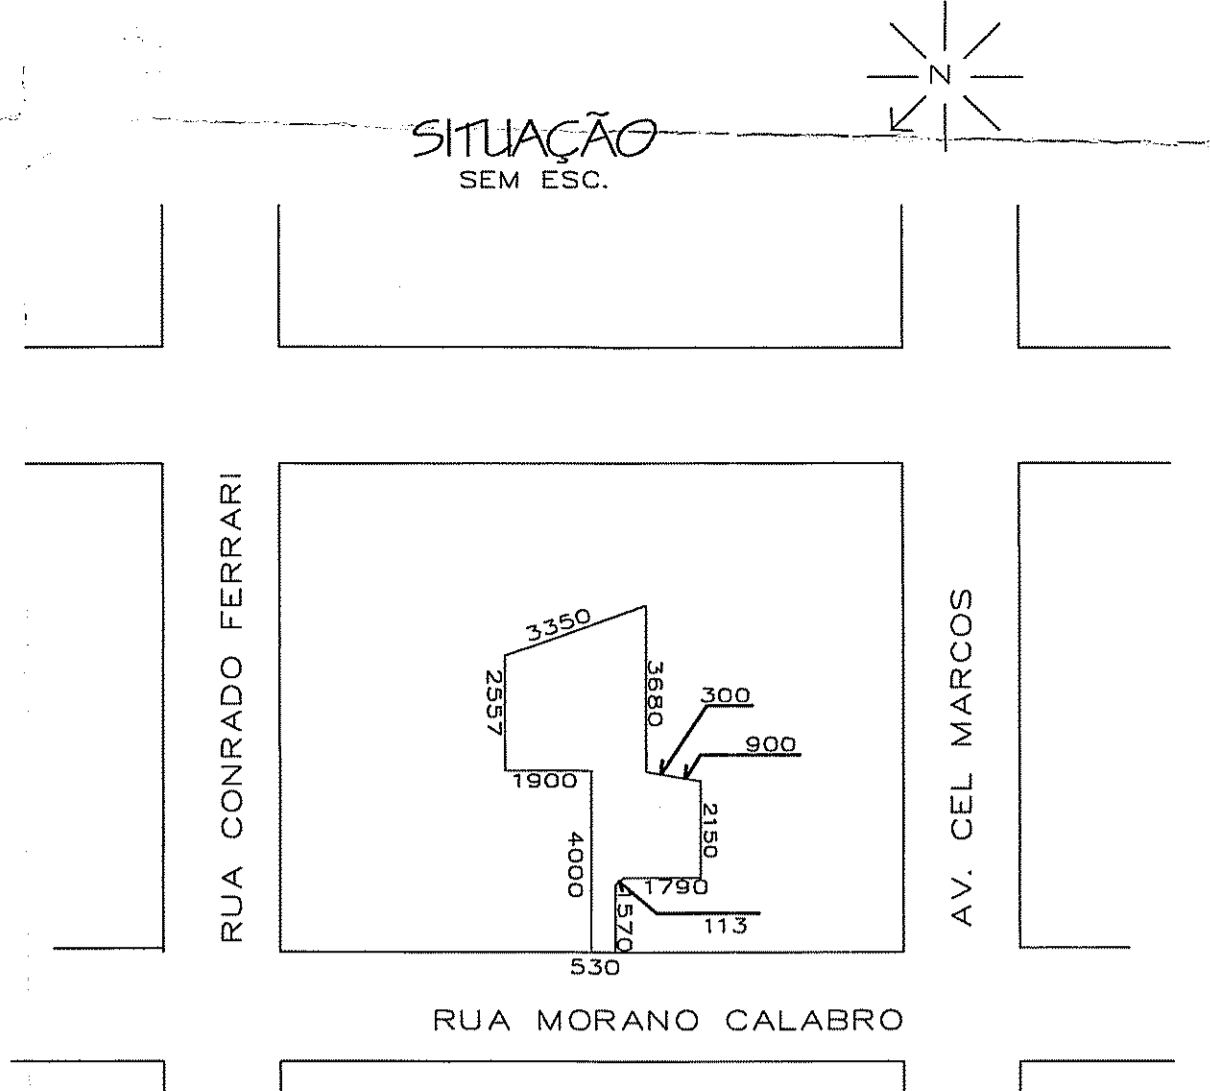 N
SITUAÇÃO
SEM ESC.
RUA CONRADO FERRARI
AV. CEL MARCOS
3350
2557
3680
300
900
1900
4000
2150
1790
1570
113
530
RUA MORANO CALABRO